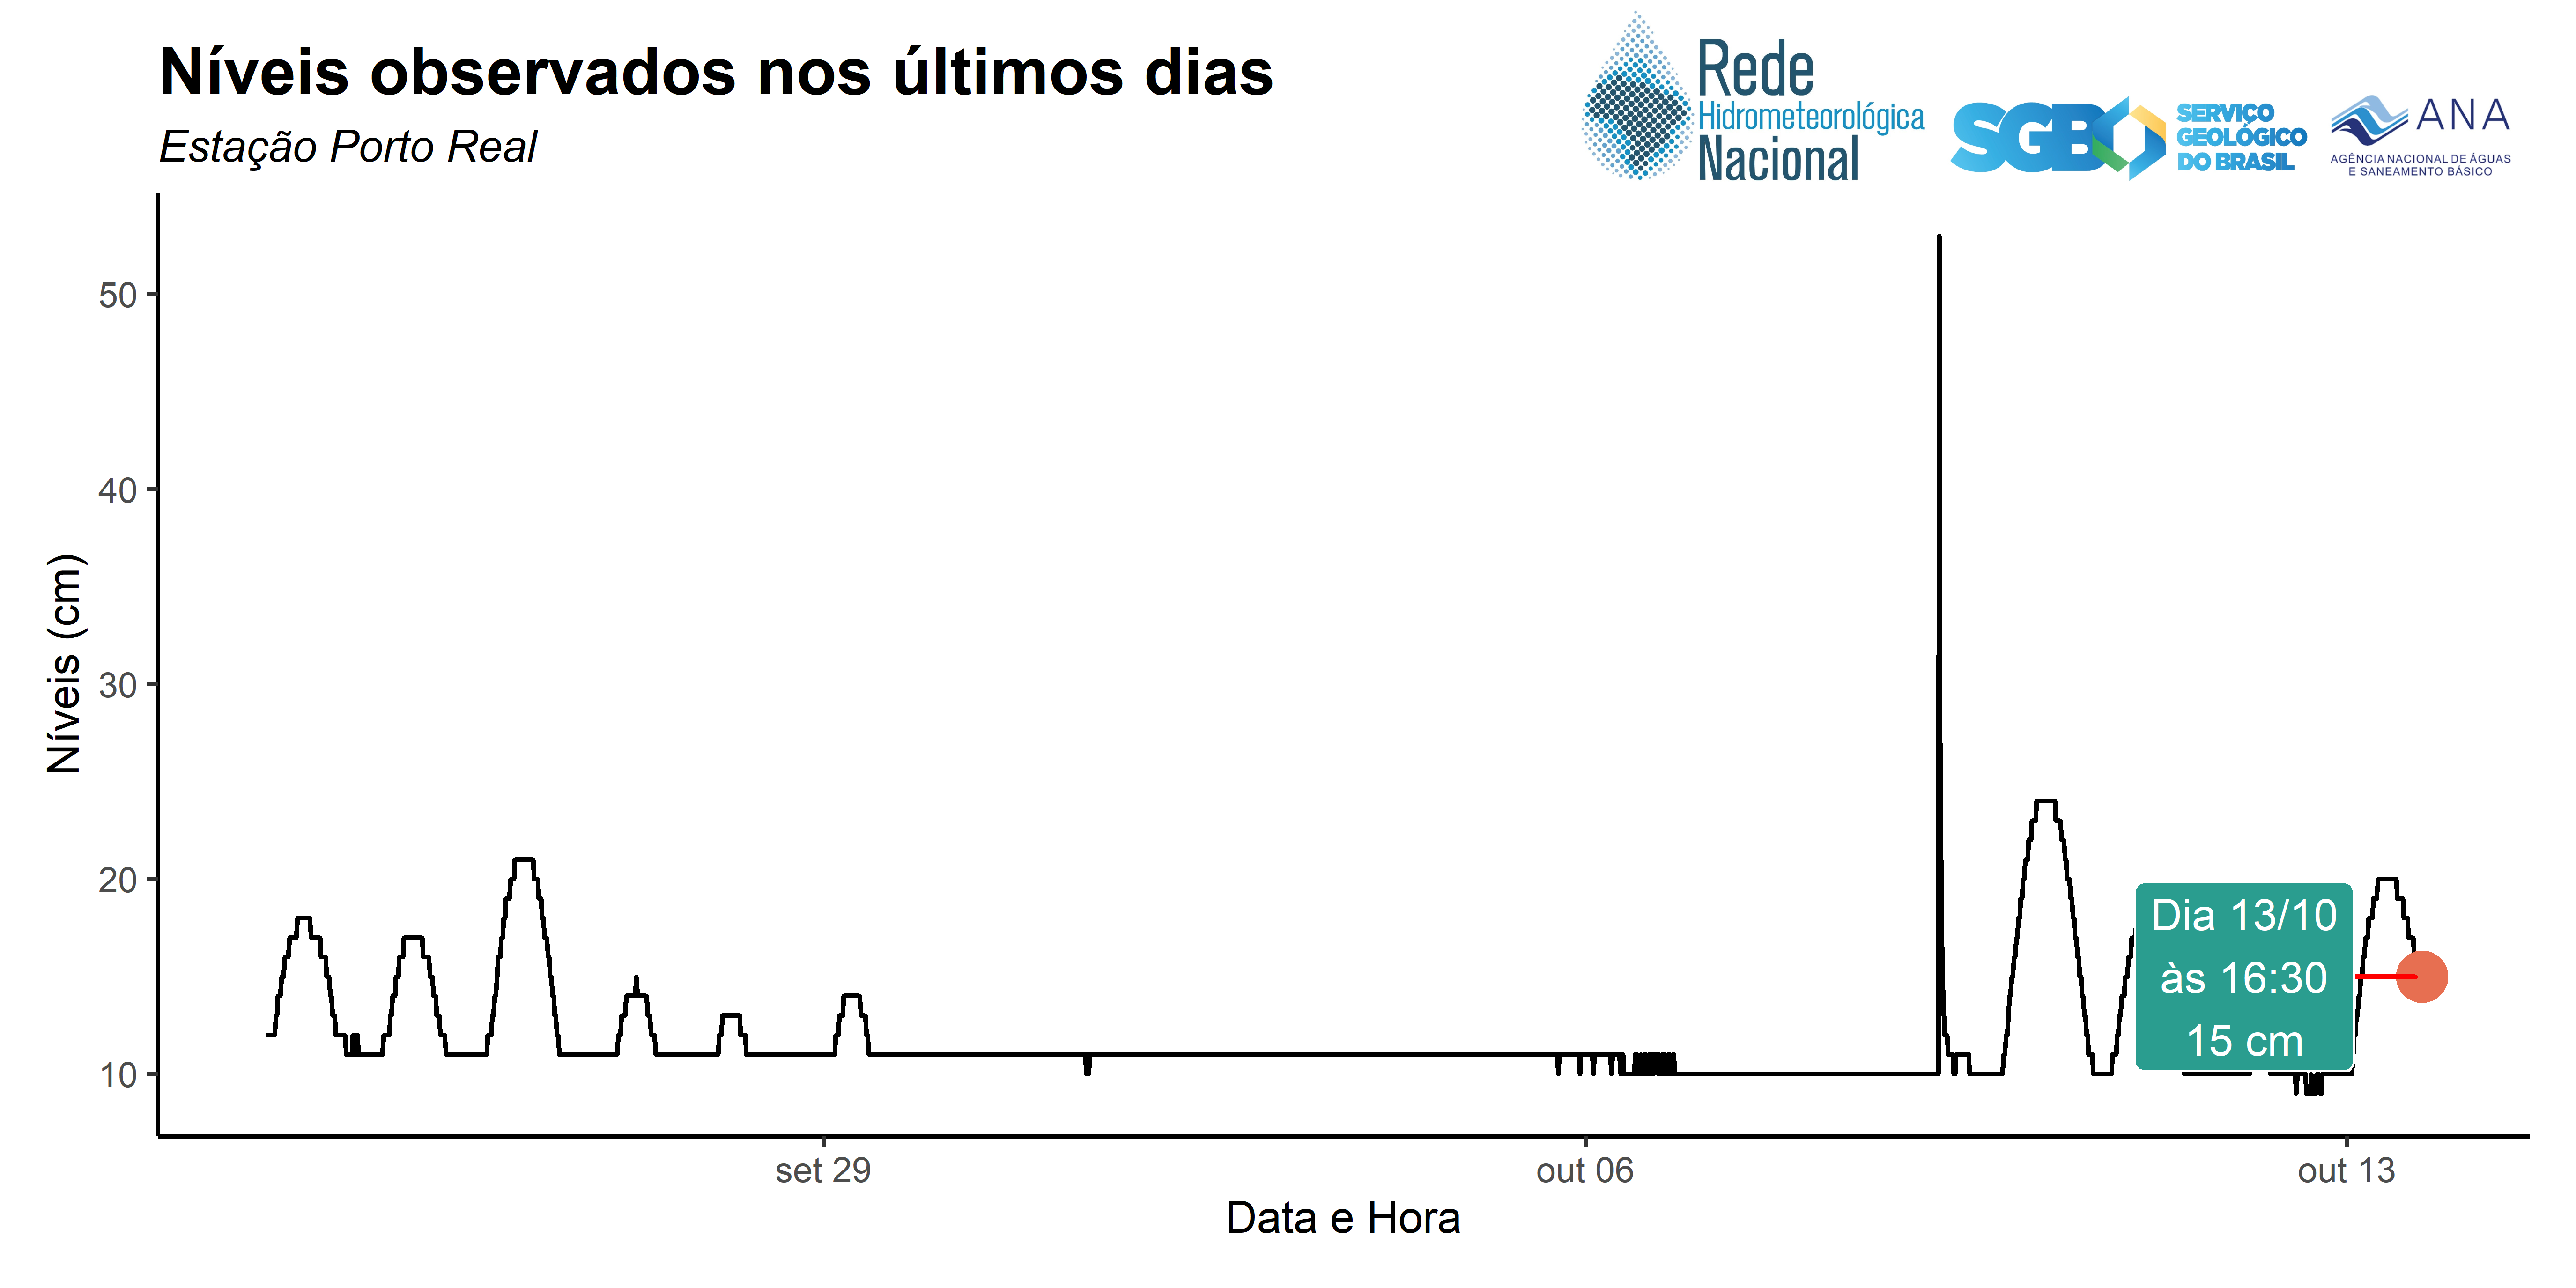 Níveis observados nos últimos dias
Estação Porto Real
Rede
Hidrometeorológica
Nacional
SGB
SERVIÇO
GEOLÓGICO
DO BRASIL
ANA
AGÊNCIA NACIONAL DE ÁGUAS
E SANEAMENTO BÁSICO
Níveis (cm)
50
40
30
20
10
Dia 13/10
às 16:30
15 cm
set 29
out 06
out 13
Data e Hora